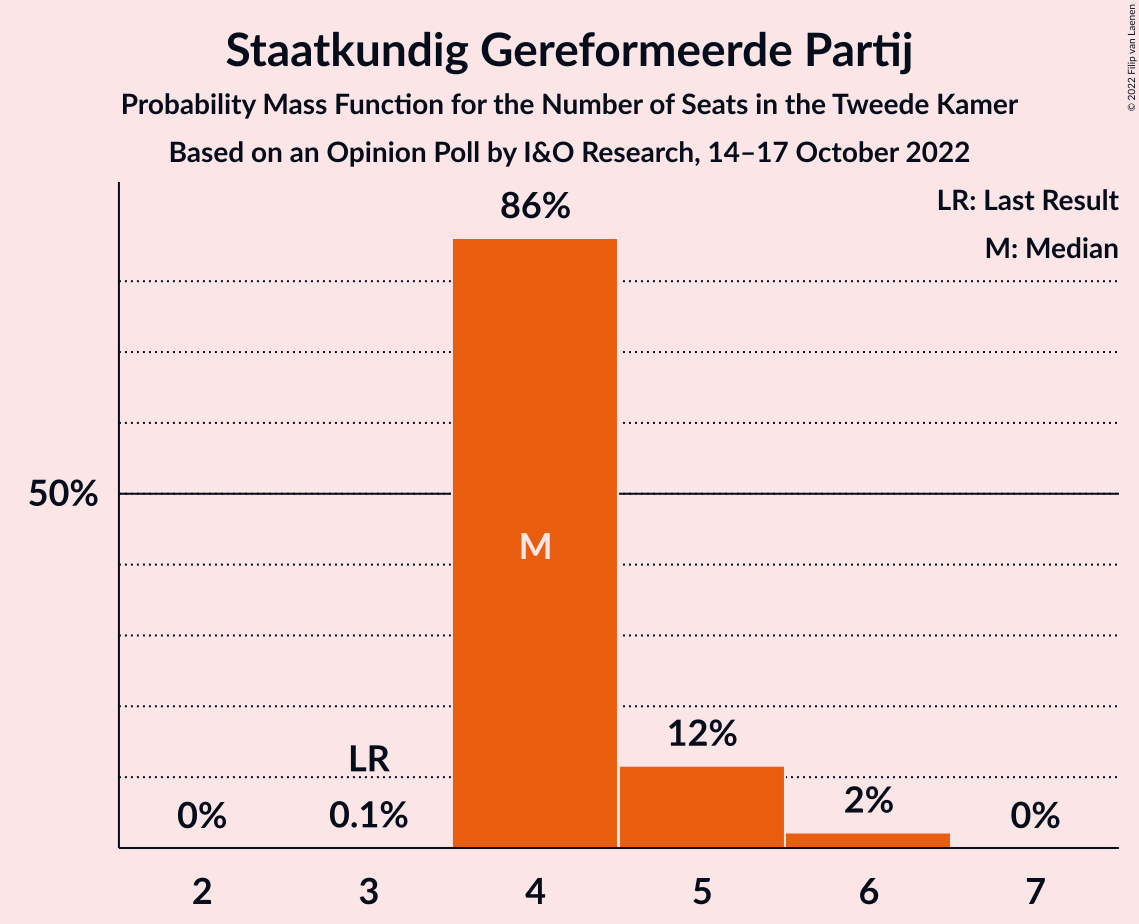 Staatkundig Gereformeerde Partij
Probability Mass Function for the Number of Seats in the Tweede Kamer
Based on an Opinion Poll by I&O Research, 14–17 October 2022
© 2022 Filip van Laenen
LR: Last Result
M: Median
86%
50%
M
12%
LR
2%
0%
0.1%
0%
2 3 4 5 6 7